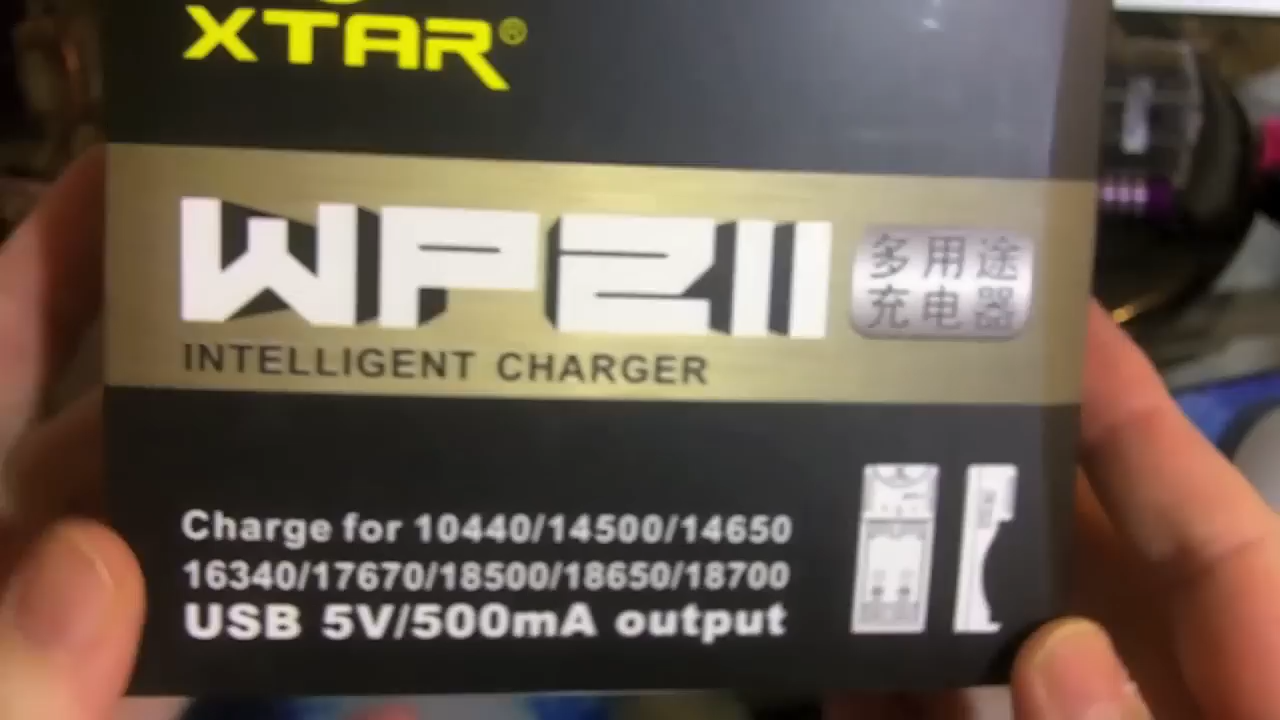 XTAR®
WP2II
多用途
充电器
INTELLIGENT CHARGER
Charge for 10440/14500/14650
16340/17670/18500/18650/18700
USB 5V/500mA output